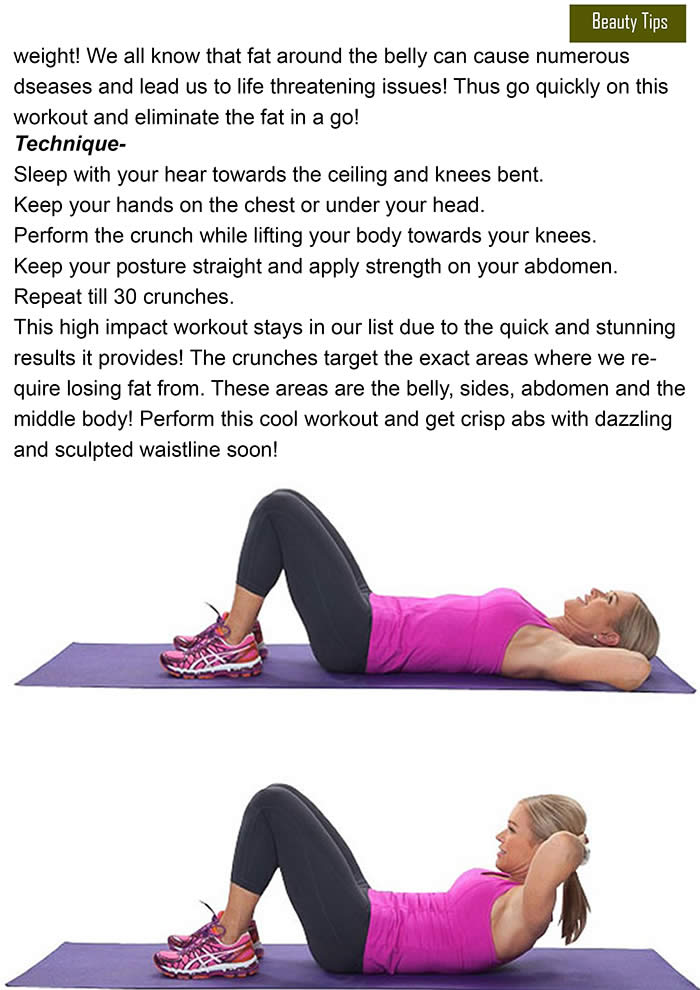 Beauty Tips
weight! We all know that fat around the belly can cause numerous
dseases and lead us to life threatening issues! Thus go quickly on this
workout and eliminate the fat in a go!
Technique-
Sleep with your hear towards the ceiling and knees bent.
Keep your hands on the chest or under your head.
Perform the crunch while lifting your body towards your knees.
Keep your posture straight and apply strength on your abdomen.
Repeat till 30 crunches.
This high impact workout stays in our list due to the quick and stunning
results it provides! The crunches target the exact areas where we re-
quire losing fat from. These areas are the belly, sides, abdomen and the
middle body! Perform this cool workout and get crisp abs with dazzling
and sculpted waistline soon!